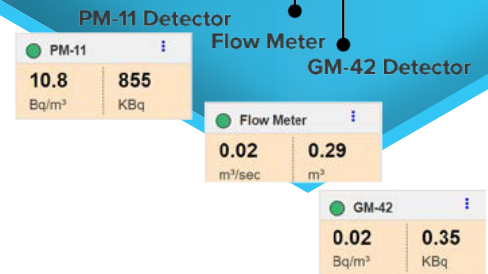 PM-11 Detector
Flow Meter
GM-42 Detector
PM-11
10.8 855
Bq/m³ KBq
Flow Meter
0.02 0.29
m³/sec m³
GM-42
0.02 0.35
Bq/m³ KBq